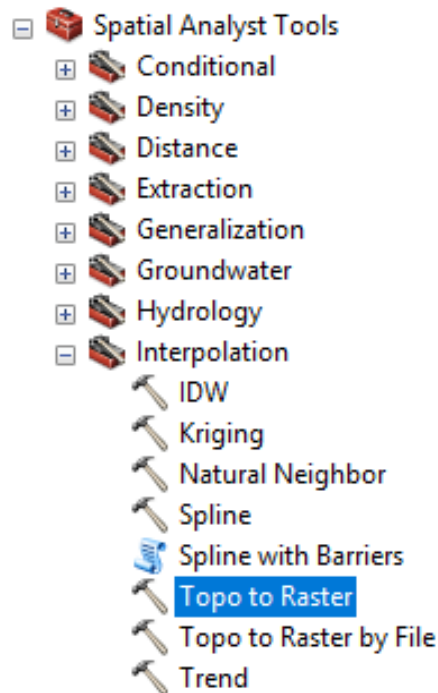 Spatial Analyst Tools
Conditional
Density
Distance
Extraction
Generalization
Groundwater
Hydrology
Interpolation
IDW
Kriging
Natural Neighbor
Spline
Spline with Barriers
Topo to Raster
Topo to Raster by File
Trend